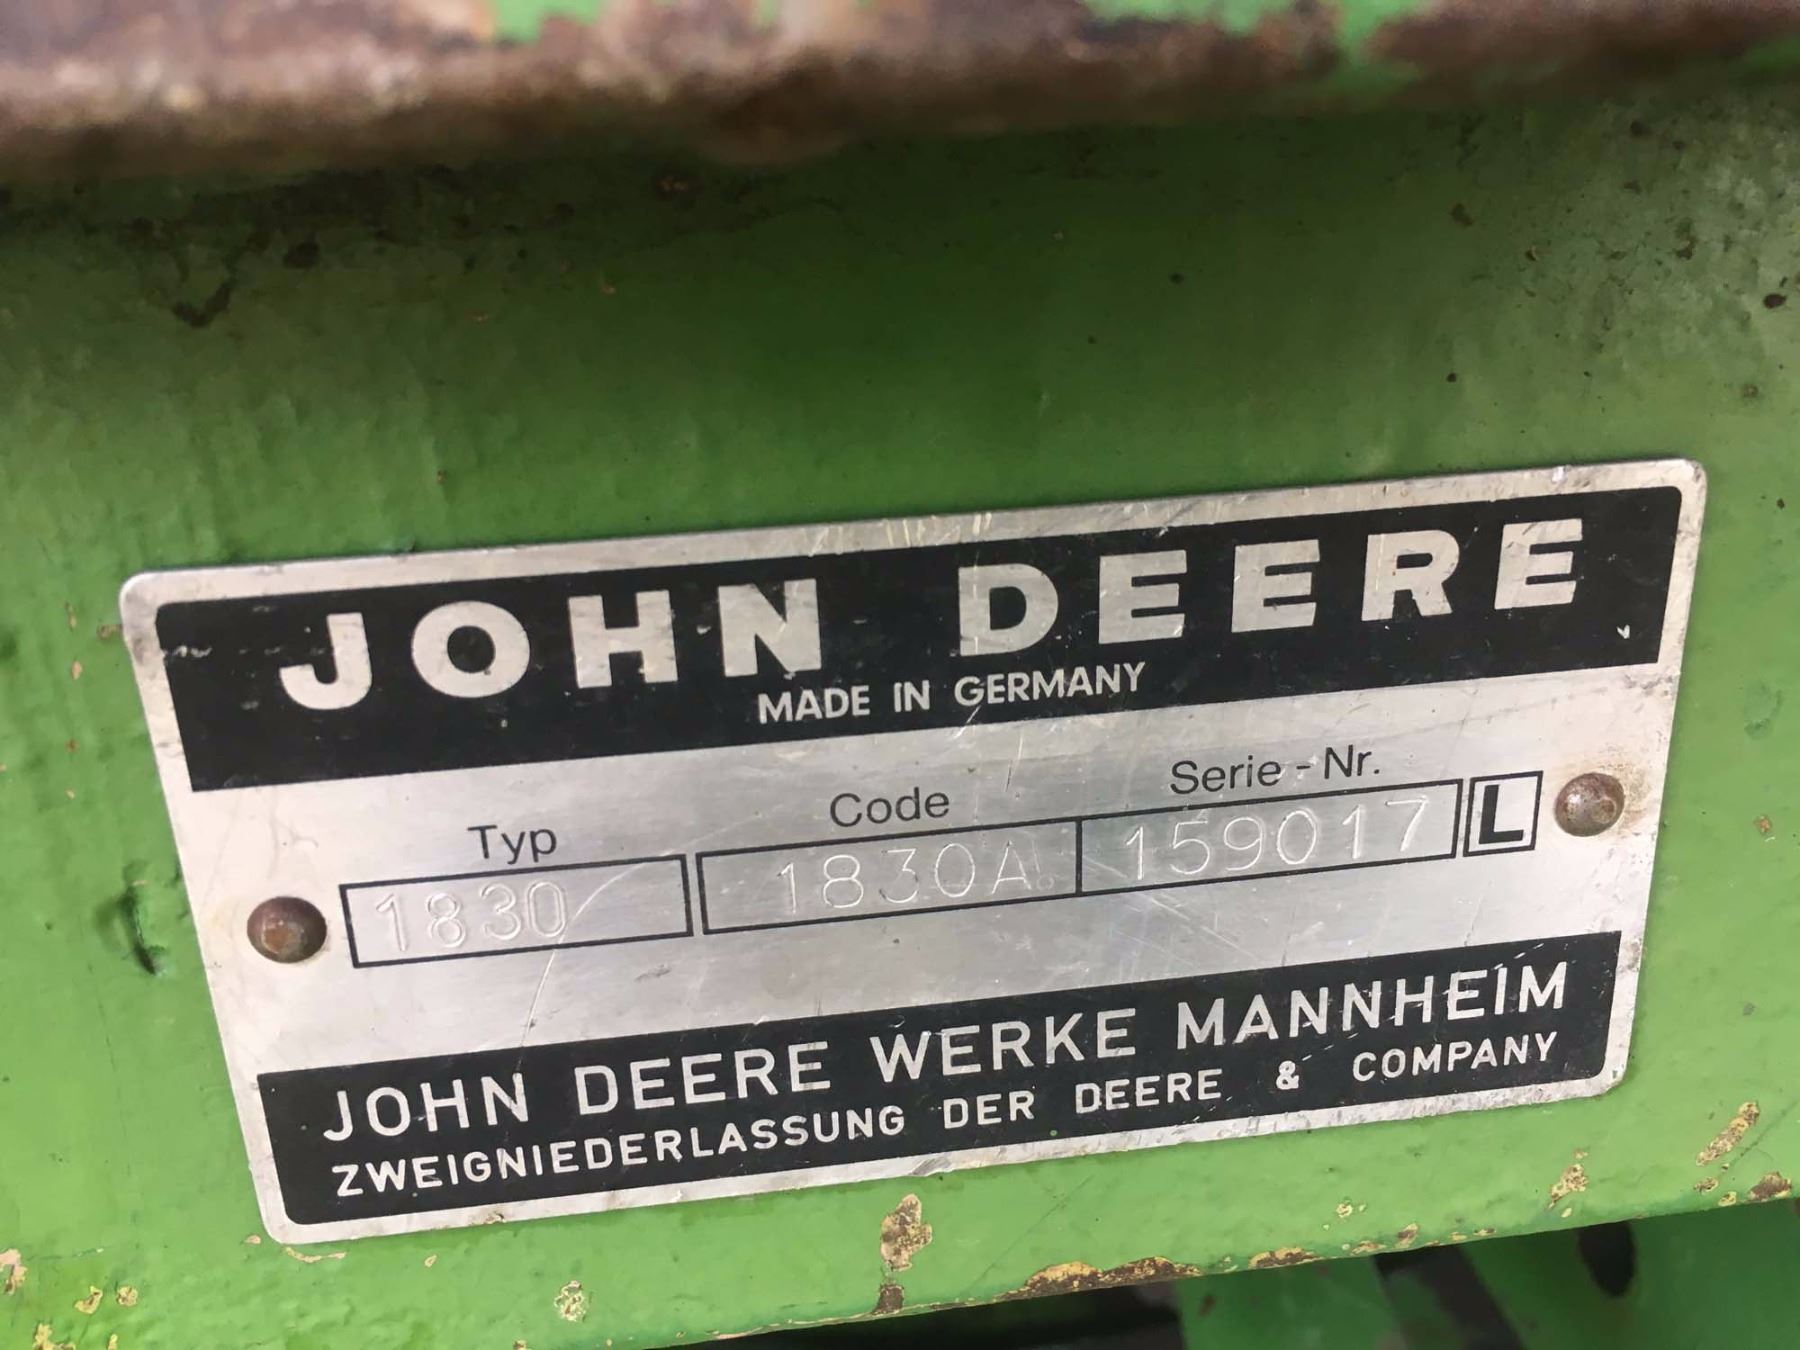 JOHN DEERE
MADE IN GERMANY
Typ Code Serie - Nr.
1830 1830A 159017 L
JOHN DEERE WERKE MANNHEIM
ZWEIGNIEDERLASSUNG DER DEERE & COMPANY